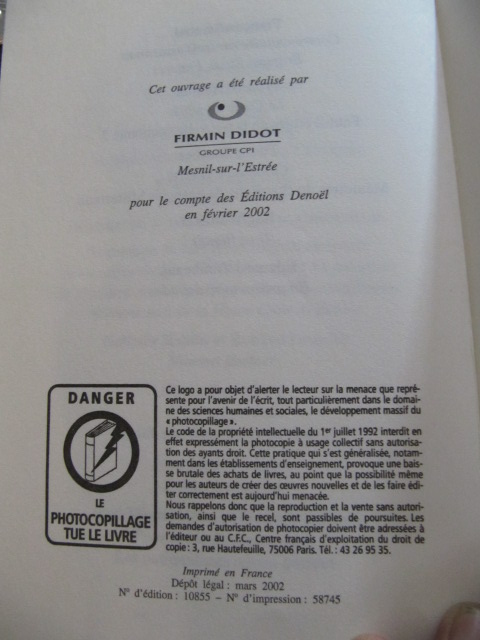 Cet ouvrage a été réalisé par
FIRMIN DIDOT
GROUPE CPI
Mesnil-sur-l'Estrée
pour le compte des Éditions Denoël
en février 2002
DANGER
LE
PHOTOCOPILLAGE
TUE LE LIVRE
Ce logo a pour objet d'alerter le lecteur sur la menace que repré-
sente pour l'avenir de l'écrit, tout particulièrement dans le domai-
ne des sciences humaines et sociales, le développement massif du
« photocopillage ».
Le code de la propriété intellectuelle du 1er juillet 1992 interdit en
effet expressément la photocopie à usage collectif sans autorisa-
tion des ayants droit. Cette pratique qui s'est généralisée, notam-
ment dans les établissements d'enseignement, provoque une bais-
se brutale des achats de livres, au point que la possibilité même
pour les auteurs de créer des œuvres nouvelles et de les faire édi-
ter correctement est aujourd'hui menacée.
Nous rappelons donc que la reproduction et la vente sans autori-
sation, ainsi que le recel, sont passibles de poursuites. Les
demandes d'autorisation de photocopier doivent être adressées à
l'éditeur ou au C.F.C., Centre français d'exploitation du droit de
copie : 3, rue Hautefeuille, 75006 Paris. Tél. : 43 26 95 35.
Imprimé en France
Dépôt légal : mars 2002
N° d'édition : 10855 – N° d'impression : 58745